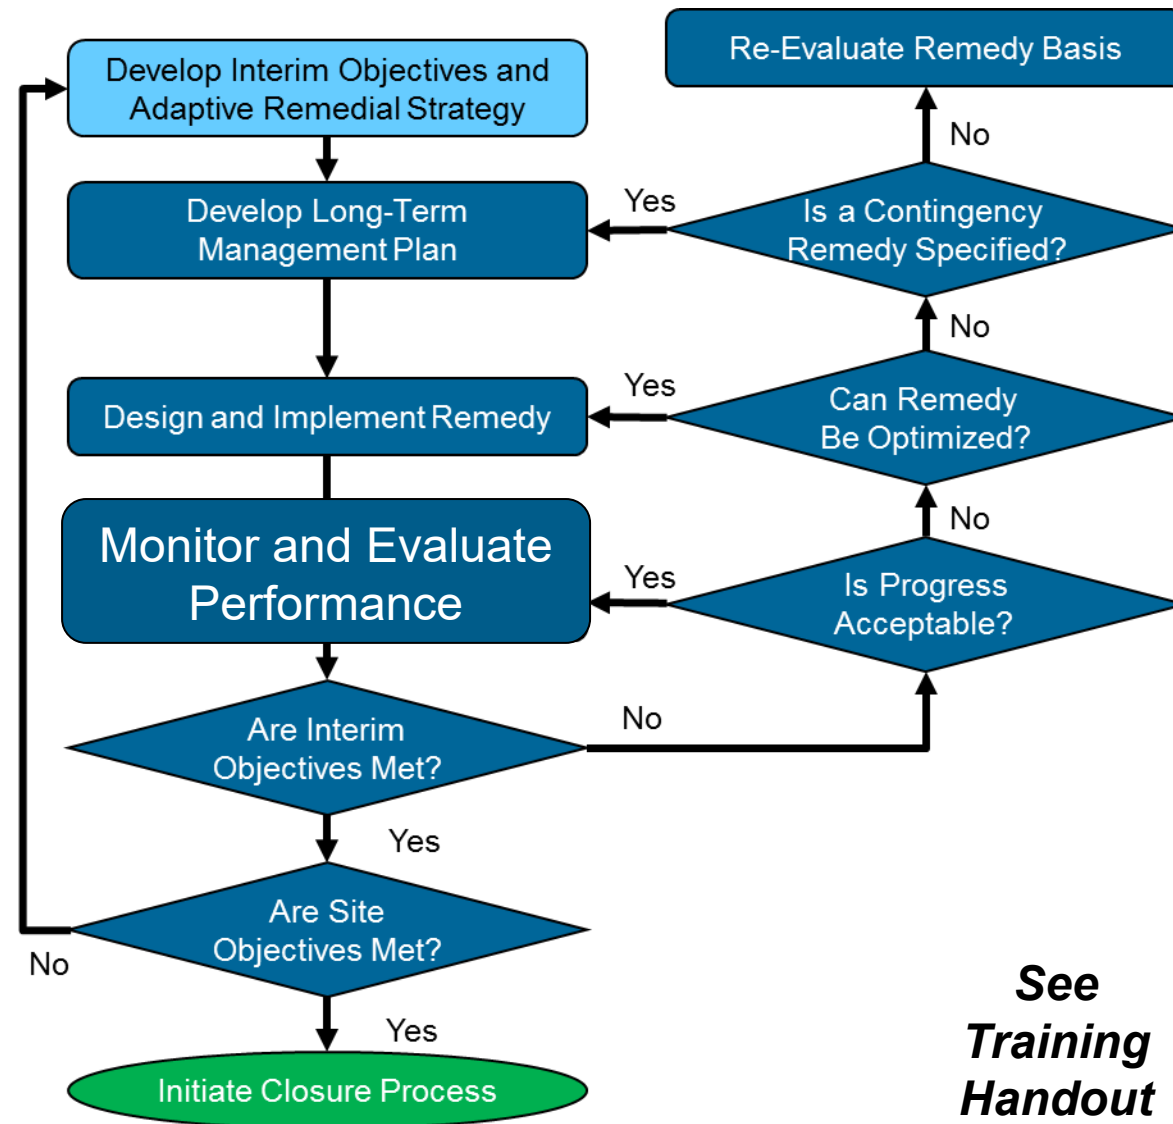 Develop Interim Objectives and
Adaptive Remedial Strategy
Develop Long-Term
Management Plan
Design and Implement Remedy
Monitor and Evaluate
Performance
Are Interim
Objectives Met?
No
Yes
Are Site
Objectives Met?
No
Yes
Initiate Closure Process
Re-Evaluate Remedy Basis
No
Is a Contingency
Remedy Specified?
Yes
No
Can Remedy
Be Optimized?
Yes
No
Is Progress
Acceptable?
Yes
See
Training
Handout